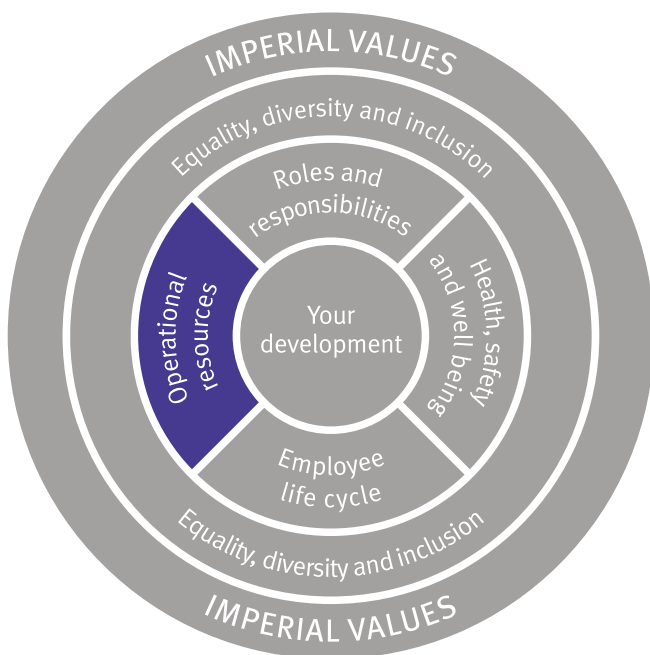 IMPERIAL VALUES
Equality, diversity and inclusion
Roles and
responsibilities
Operational
resources
Your
development
Health, safety
and well being
Employee
life cycle
Equality, diversity and inclusion
IMPERIAL VALUES